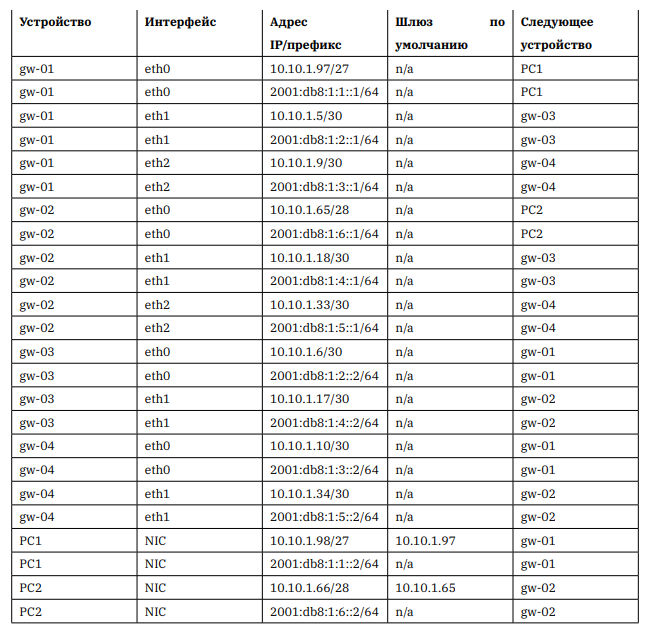 Устройство Интерфейс Адрес Шлюз по Следующее
IP/префикс умолчанию устройство
gw-01 eth0 10.10.1.97/27 n/a PC1
gw-01 eth0 2001:db8:1:1::1/64 n/a PC1
gw-01 eth1 10.10.1.5/30 n/a gw-03
gw-01 eth1 2001:db8:1:2::1/64 n/a gw-03
gw-01 eth2 10.10.1.9/30 n/a gw-04
gw-01 eth2 2001:db8:1:3::1/64 n/a gw-04
gw-02 eth0 10.10.1.65/28 n/a PC2
gw-02 eth0 2001:db8:1:6::1/64 n/a PC2
gw-02 eth1 10.10.1.18/30 n/a gw-03
gw-02 eth1 2001:db8:1:4::1/64 n/a gw-03
gw-02 eth2 10.10.1.33/30 n/a gw-04
gw-02 eth2 2001:db8:1:5::1/64 n/a gw-04
gw-03 eth0 10.10.1.6/30 n/a gw-01
gw-03 eth0 2001:db8:1:2::2/64 n/a gw-01
gw-03 eth1 10.10.1.17/30 n/a gw-02
gw-03 eth1 2001:db8:1:4::2/64 n/a gw-02
gw-04 eth0 10.10.1.10/30 n/a gw-01
gw-04 eth0 2001:db8:1:3::2/64 n/a gw-01
gw-04 eth1 10.10.1.34/30 n/a gw-02
gw-04 eth1 2001:db8:1:5::2/64 n/a gw-02
PC1 NIC 10.10.1.98/27 10.10.1.97 gw-01
PC1 NIC 2001:db8:1:1::2/64 n/a gw-01
PC2 NIC 10.10.1.66/28 10.10.1.65 gw-02
PC2 NIC 2001:db8:1:6::2/64 n/a gw-02